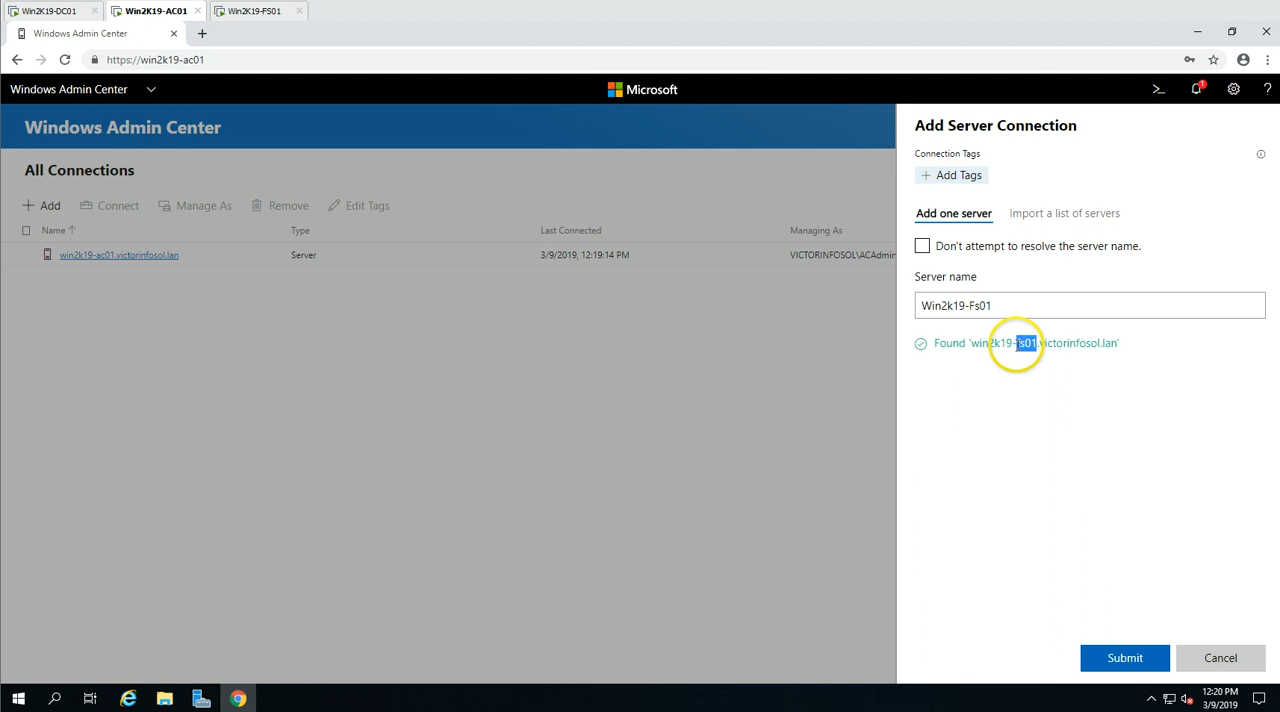 Win2K19-DC01 Win2K19-AC01 Win2K19-FS01
Windows Admin Center
https://win2k19-ac01
Windows Admin Center Microsoft >_ 1 ?
Windows Admin Center
All Connections
Add Connect Manage As Remove Edit Tags
Name Type Last Connected Managing As
win2k19-ac01.victorinfosol.lan Server 3/9/2019, 12:19:14 PM VICTORINFOSOL\ACAdmin
Add Server Connection
Connection Tags
+ Add Tags
Add one server Import a list of servers
Don't attempt to resolve the server name.
Server name
Win2k19-Fs01
Found 'win2k19-fs01.victorinfosol.lan'
Submit Cancel
12:20 PM
3/9/2019